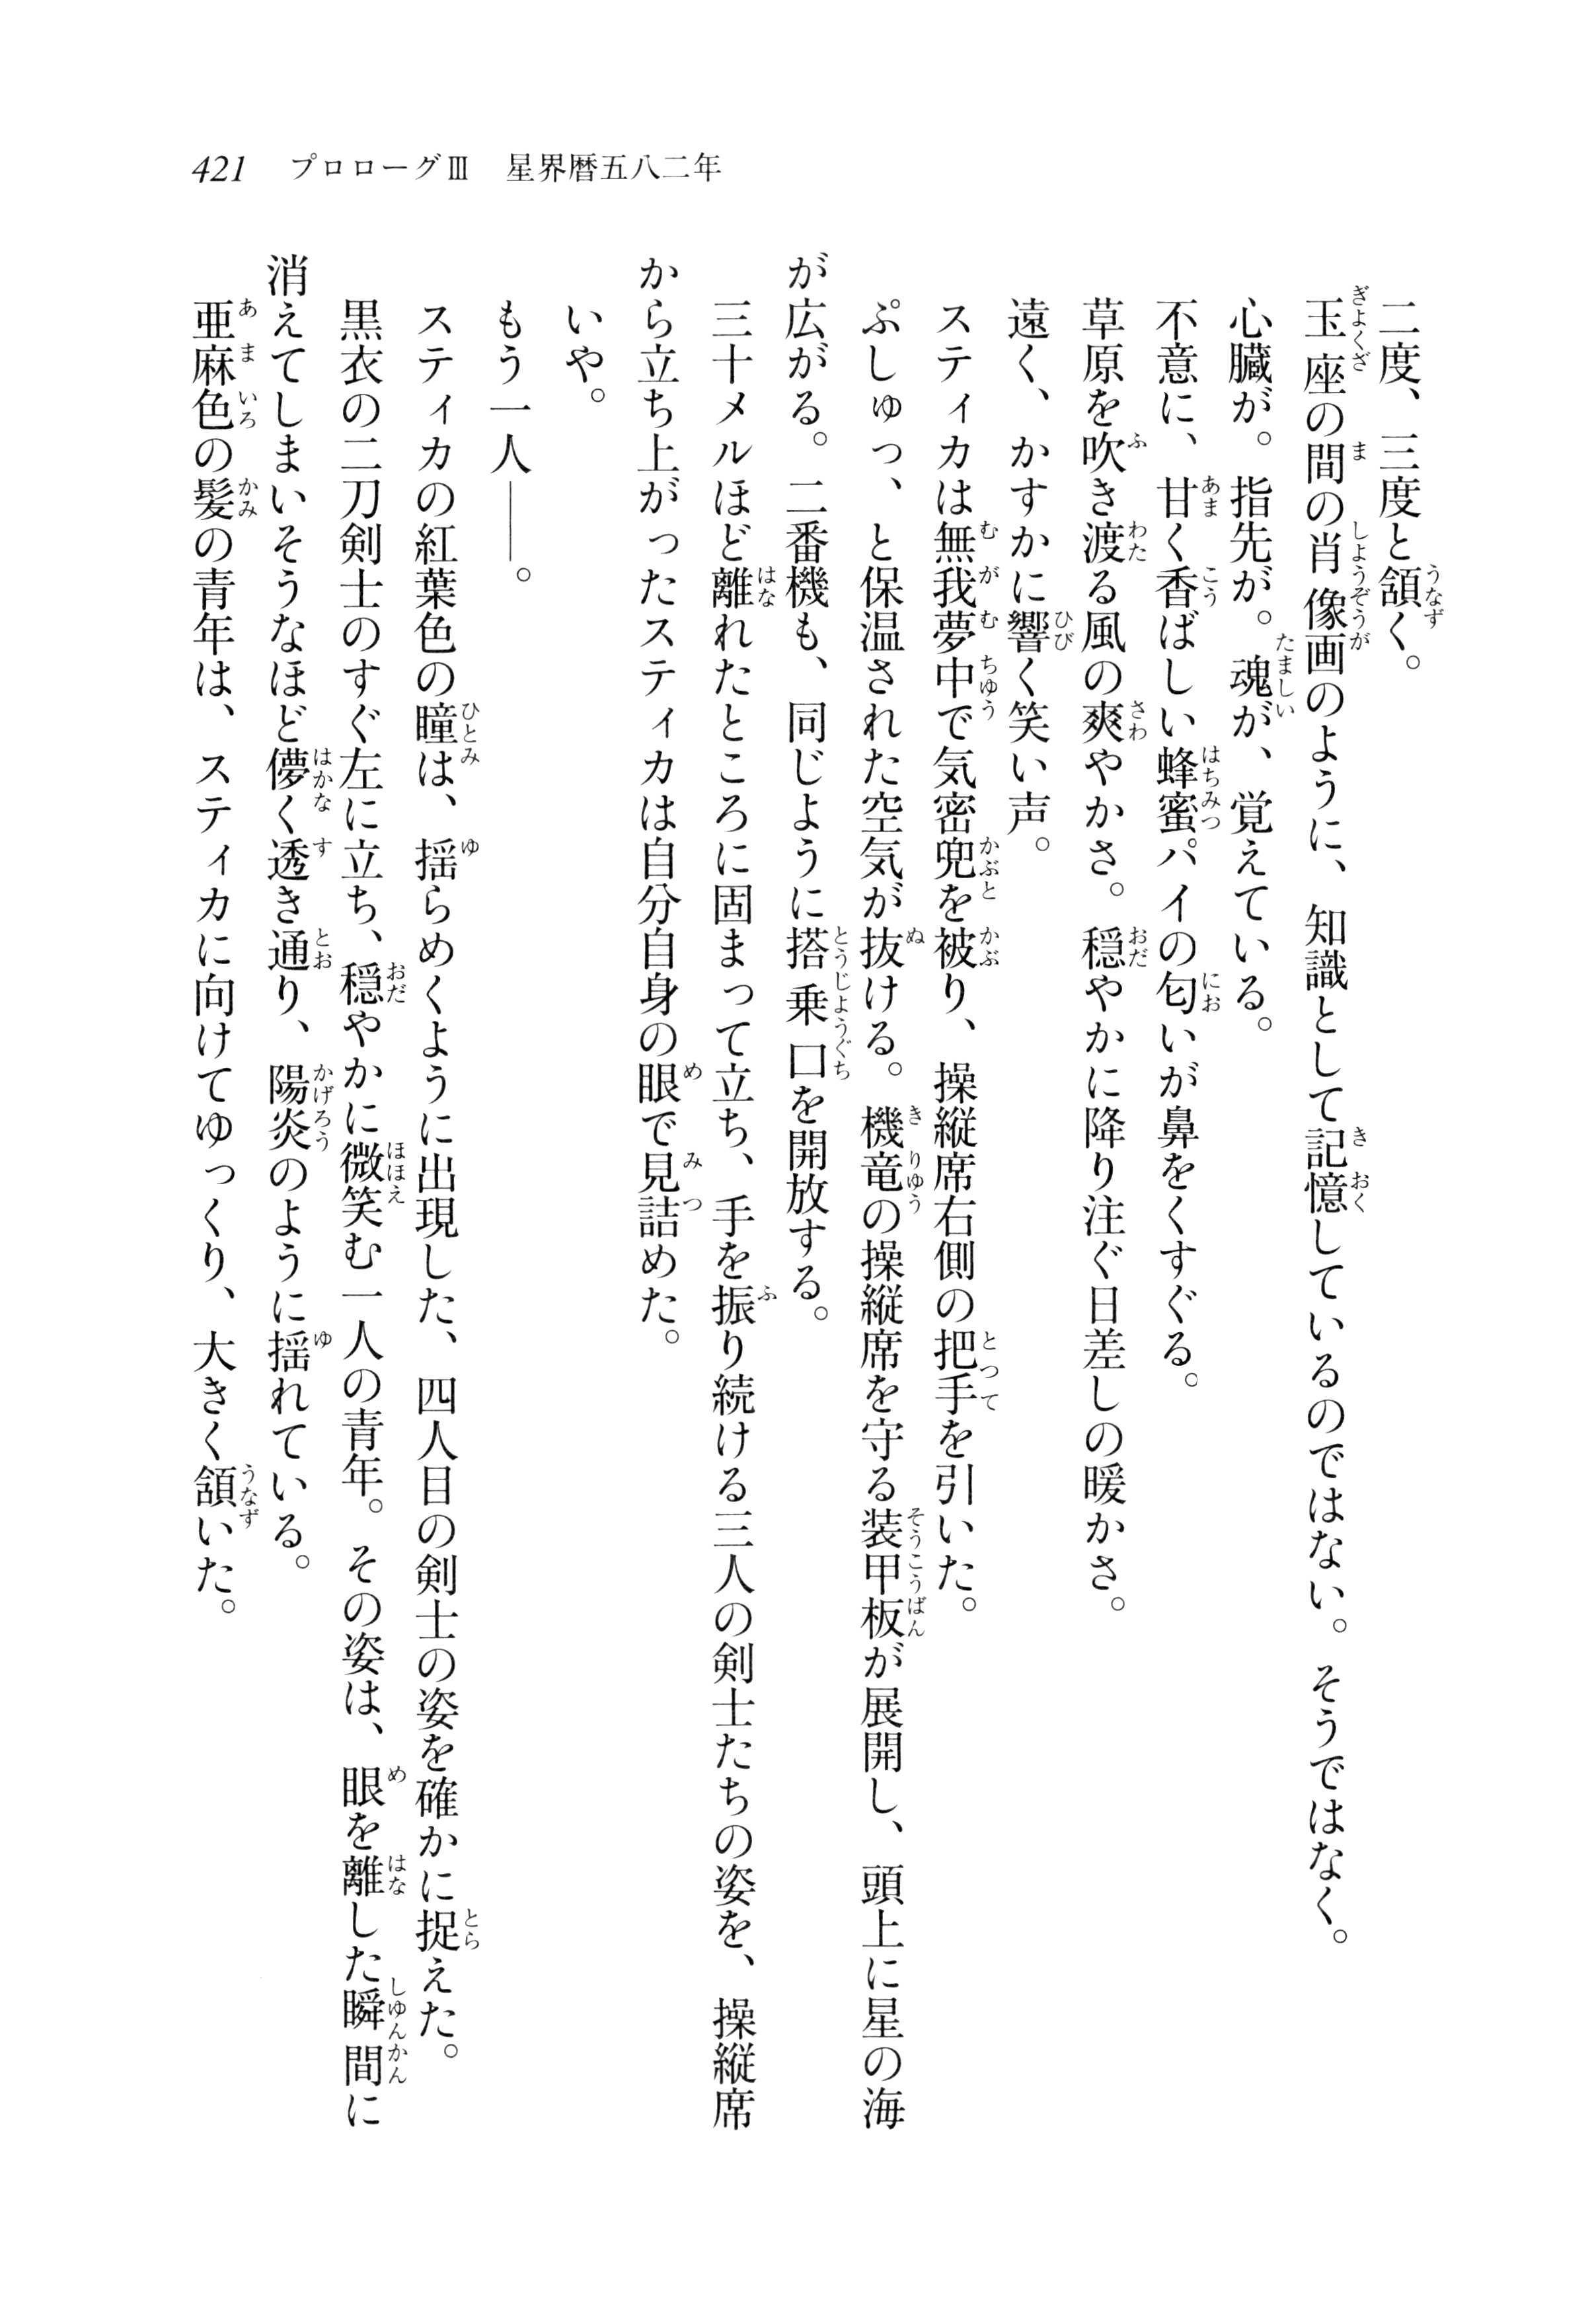 421 プロローグⅢ 星界暦五八二年
二度、三度と頷く。
玉座の間の肖像画のように、知識として記憶しているのではない。そうではなく。
心臓が。指先が。魂が、覚えている。
不意に、甘く香ばしい蜂蜜パイの匂いが鼻をくすぐる。
草原を吹き渡る風の爽やかさ。穏やかに降り注ぐ日差しの暖かさ。
遠く、かすかに響く笑い声。
スティカは無我夢中で気密兜を被り、操縦席右側の把手を引いた。
ぷしゅっ、と保温された空気が抜ける。機竜の操縦席を守る装甲板が展開し、頭上に星の海
が広がる。二番機も、同じように搭乗口を開放する。
三十メルほど離れたところに固まって立ち、手を振り続ける三人の剣士たちの姿を、操縦席
から立ち上がったスティカは自分自身の眼で見詰めた。
いや。
もう一人――。
スティカの紅葉色の瞳は、揺らめくように出現した、四人目の剣士の姿を確かに捉えた。
黒衣の二刀剣士のすぐ左に立ち、穏やかに微笑む一人の青年。その姿は、眼を離した瞬間に
消えてしまいそうなほど儚く透き通り、陽炎のように揺れている。
亜麻色の髪の青年は、スティカに向けてゆっくり、大きく頷いた。